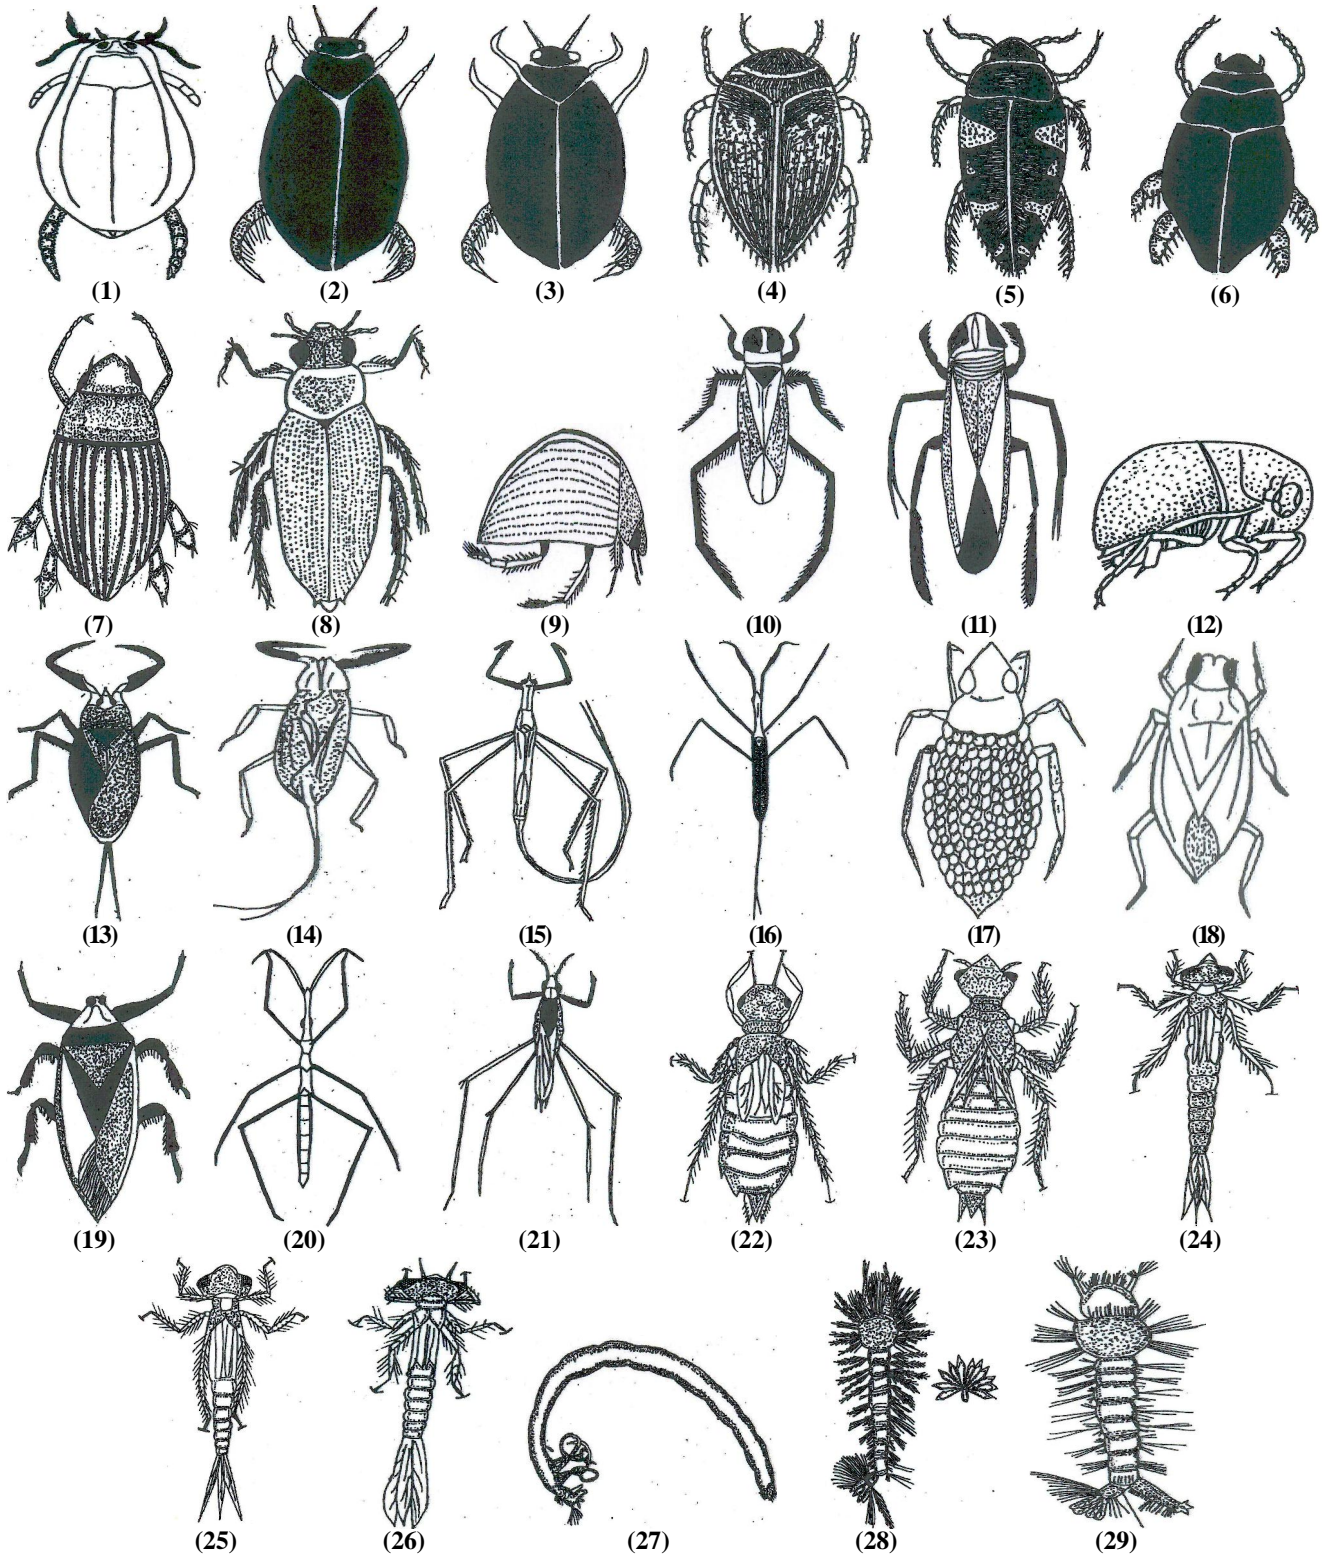 (1) (2) (3) (4) (5) (6)
(7) (8) (9) (10) (11) (12)
(13) (14) (15) (16) (17) (18)
(19) (20) (21) (22) (23) (24)
(25) (26) (27) (28) (29)